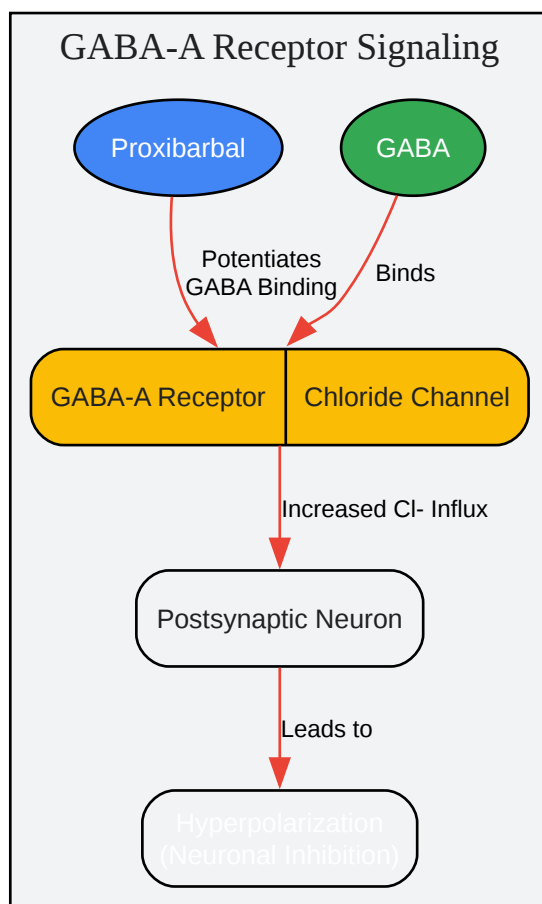 GABA-A Receptor Signaling
Proxibarbal
GABA
Potentiates
GABA Binding
Binds
GABA-A Receptor
Chloride Channel
Increased Cl- Influx
Postsynaptic Neuron
Leads to
Hyperpolarization
(Neuronal Inhibition)